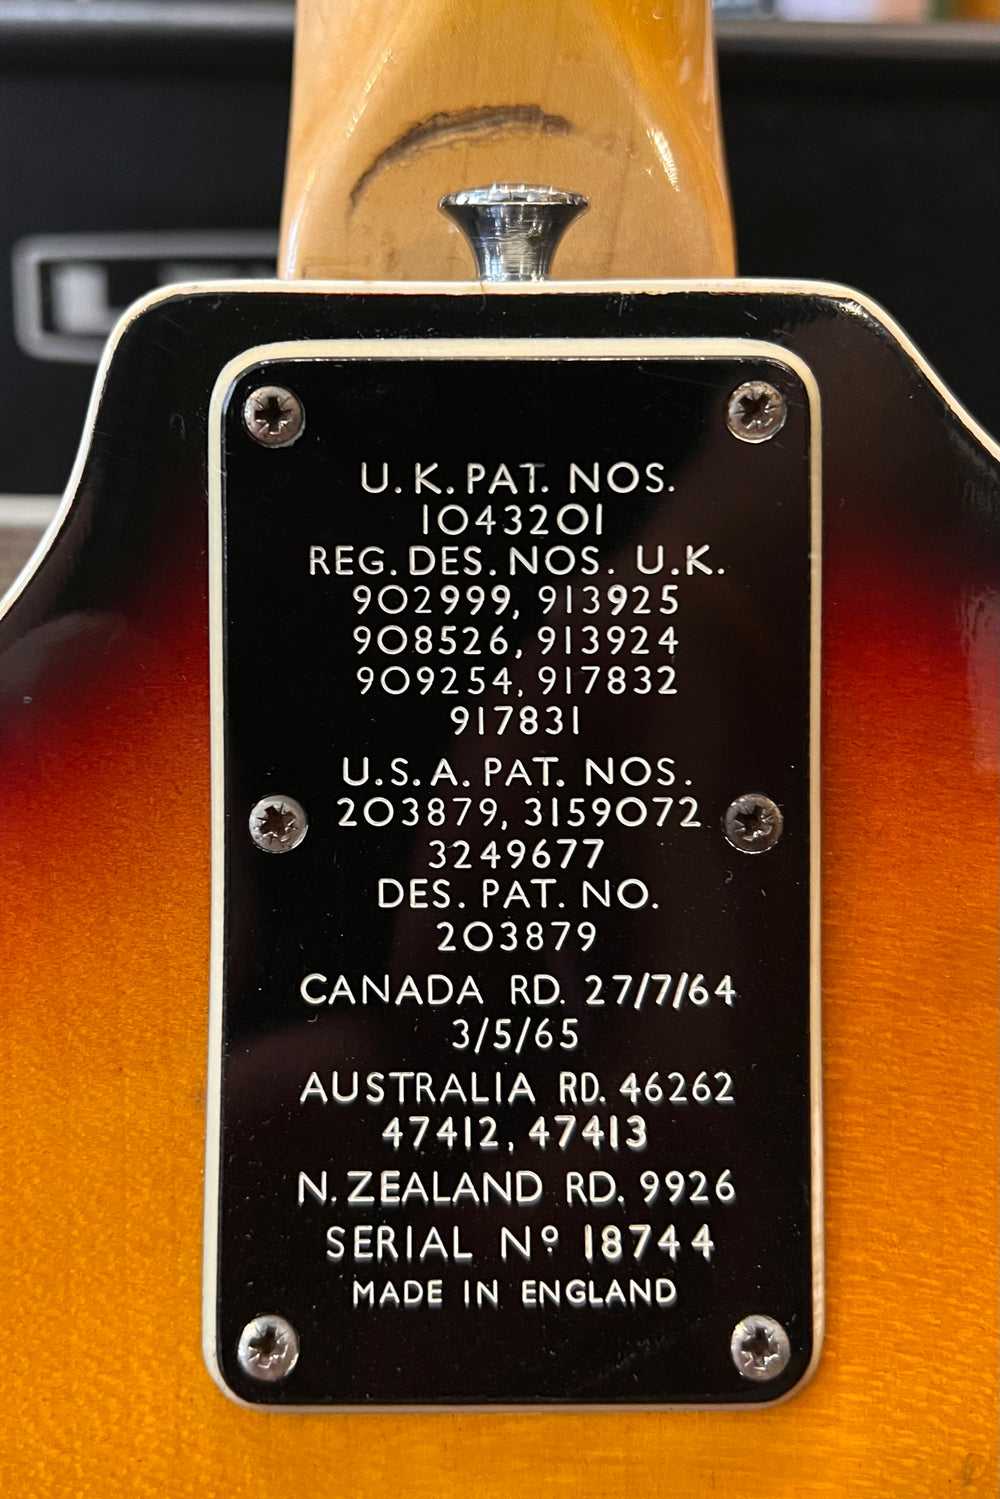 U.K. PAT. NOS.
1043201
REG. DES. NOS. U.K.
902999, 913925
908526, 913924
909254, 917832
917831
U.S.A. PAT. NOS.
203879, 3159072
3249677
DES. PAT. NO.
203879
CANADA RD. 27/7/64
3/5/65
AUSTRALIA RD. 46262
47412, 47413
N. ZEALAND RD. 9926
SERIAL Nº 18744
MADE IN ENGLAND